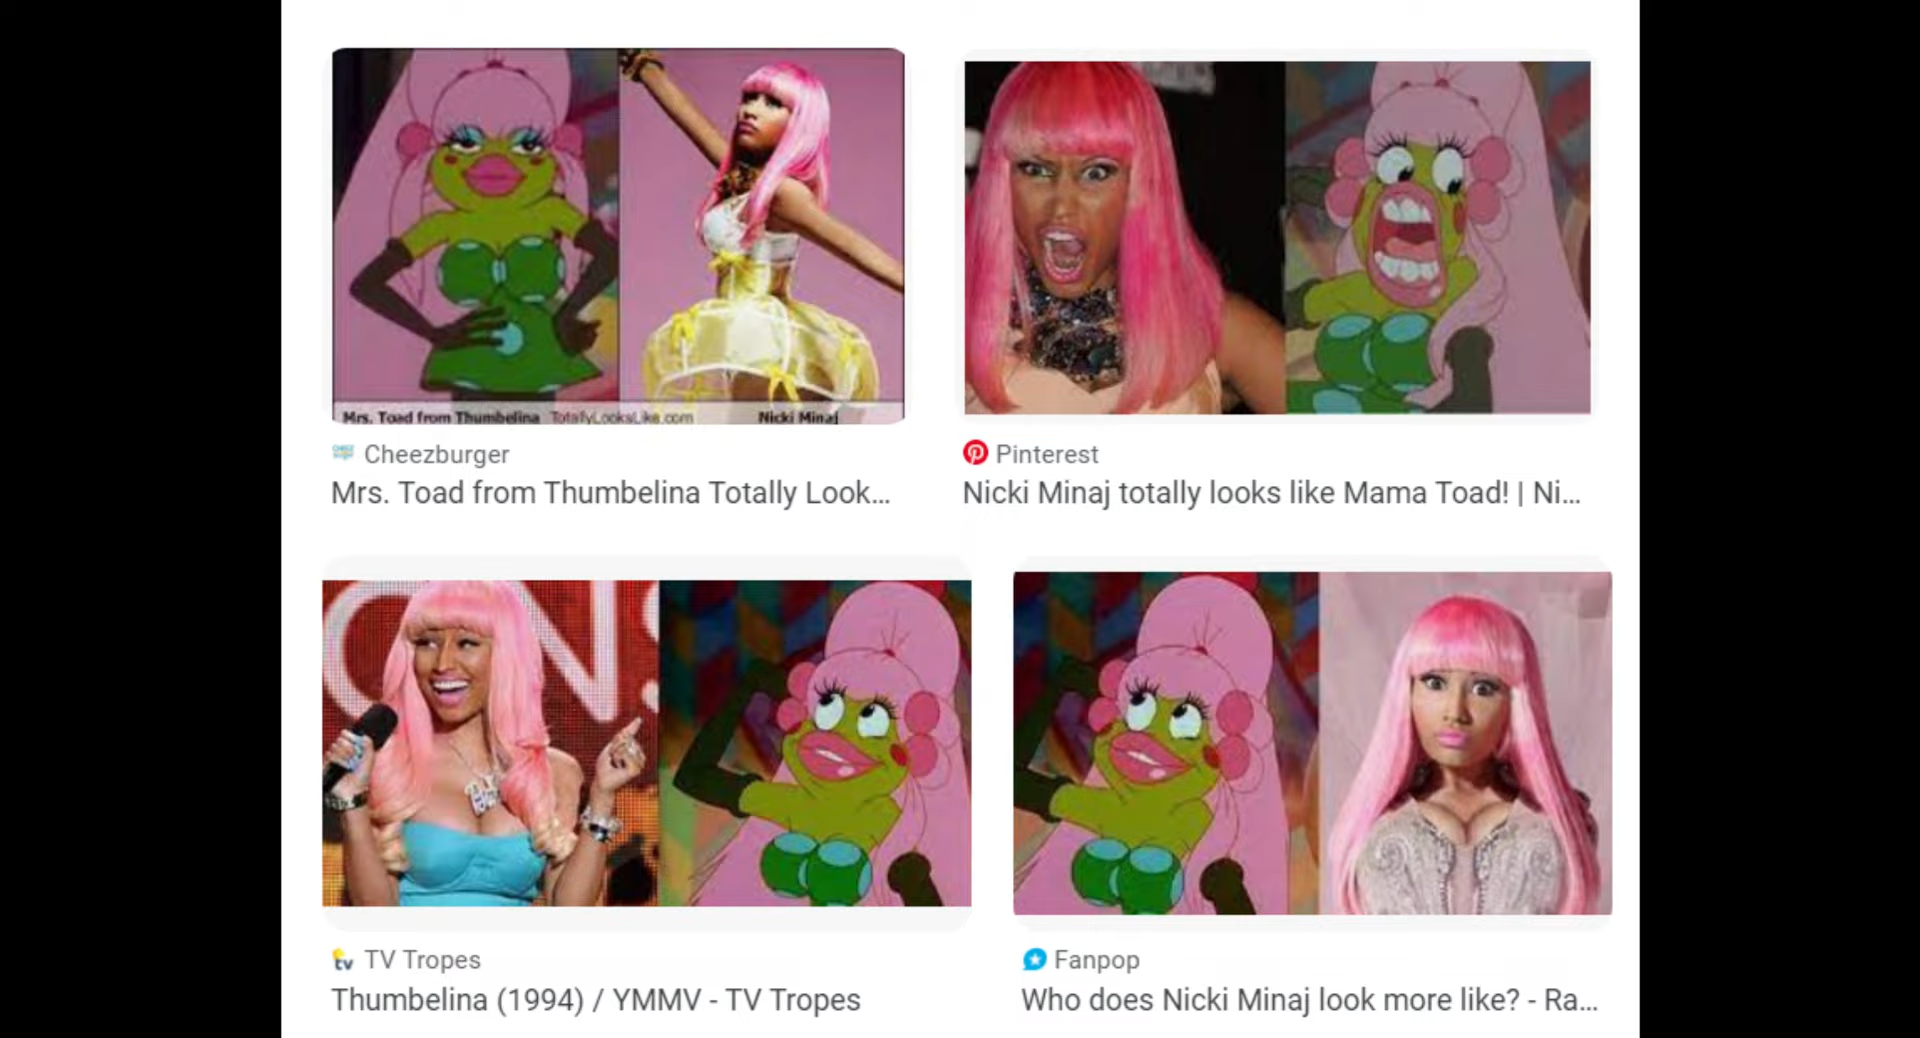 Mrs. Toad from Thumbelina TotallyLooksLike.com Nicki Minaj
Cheezburger
Mrs. Toad from Thumbelina Totally Look...
Pinterest
Nicki Minaj totally looks like Mama Toad! | Ni...
ON
TV Tropes
Thumbelina (1994) / YMMV - TV Tropes
Fanpop
Who does Nicki Minaj look more like? - Ra...